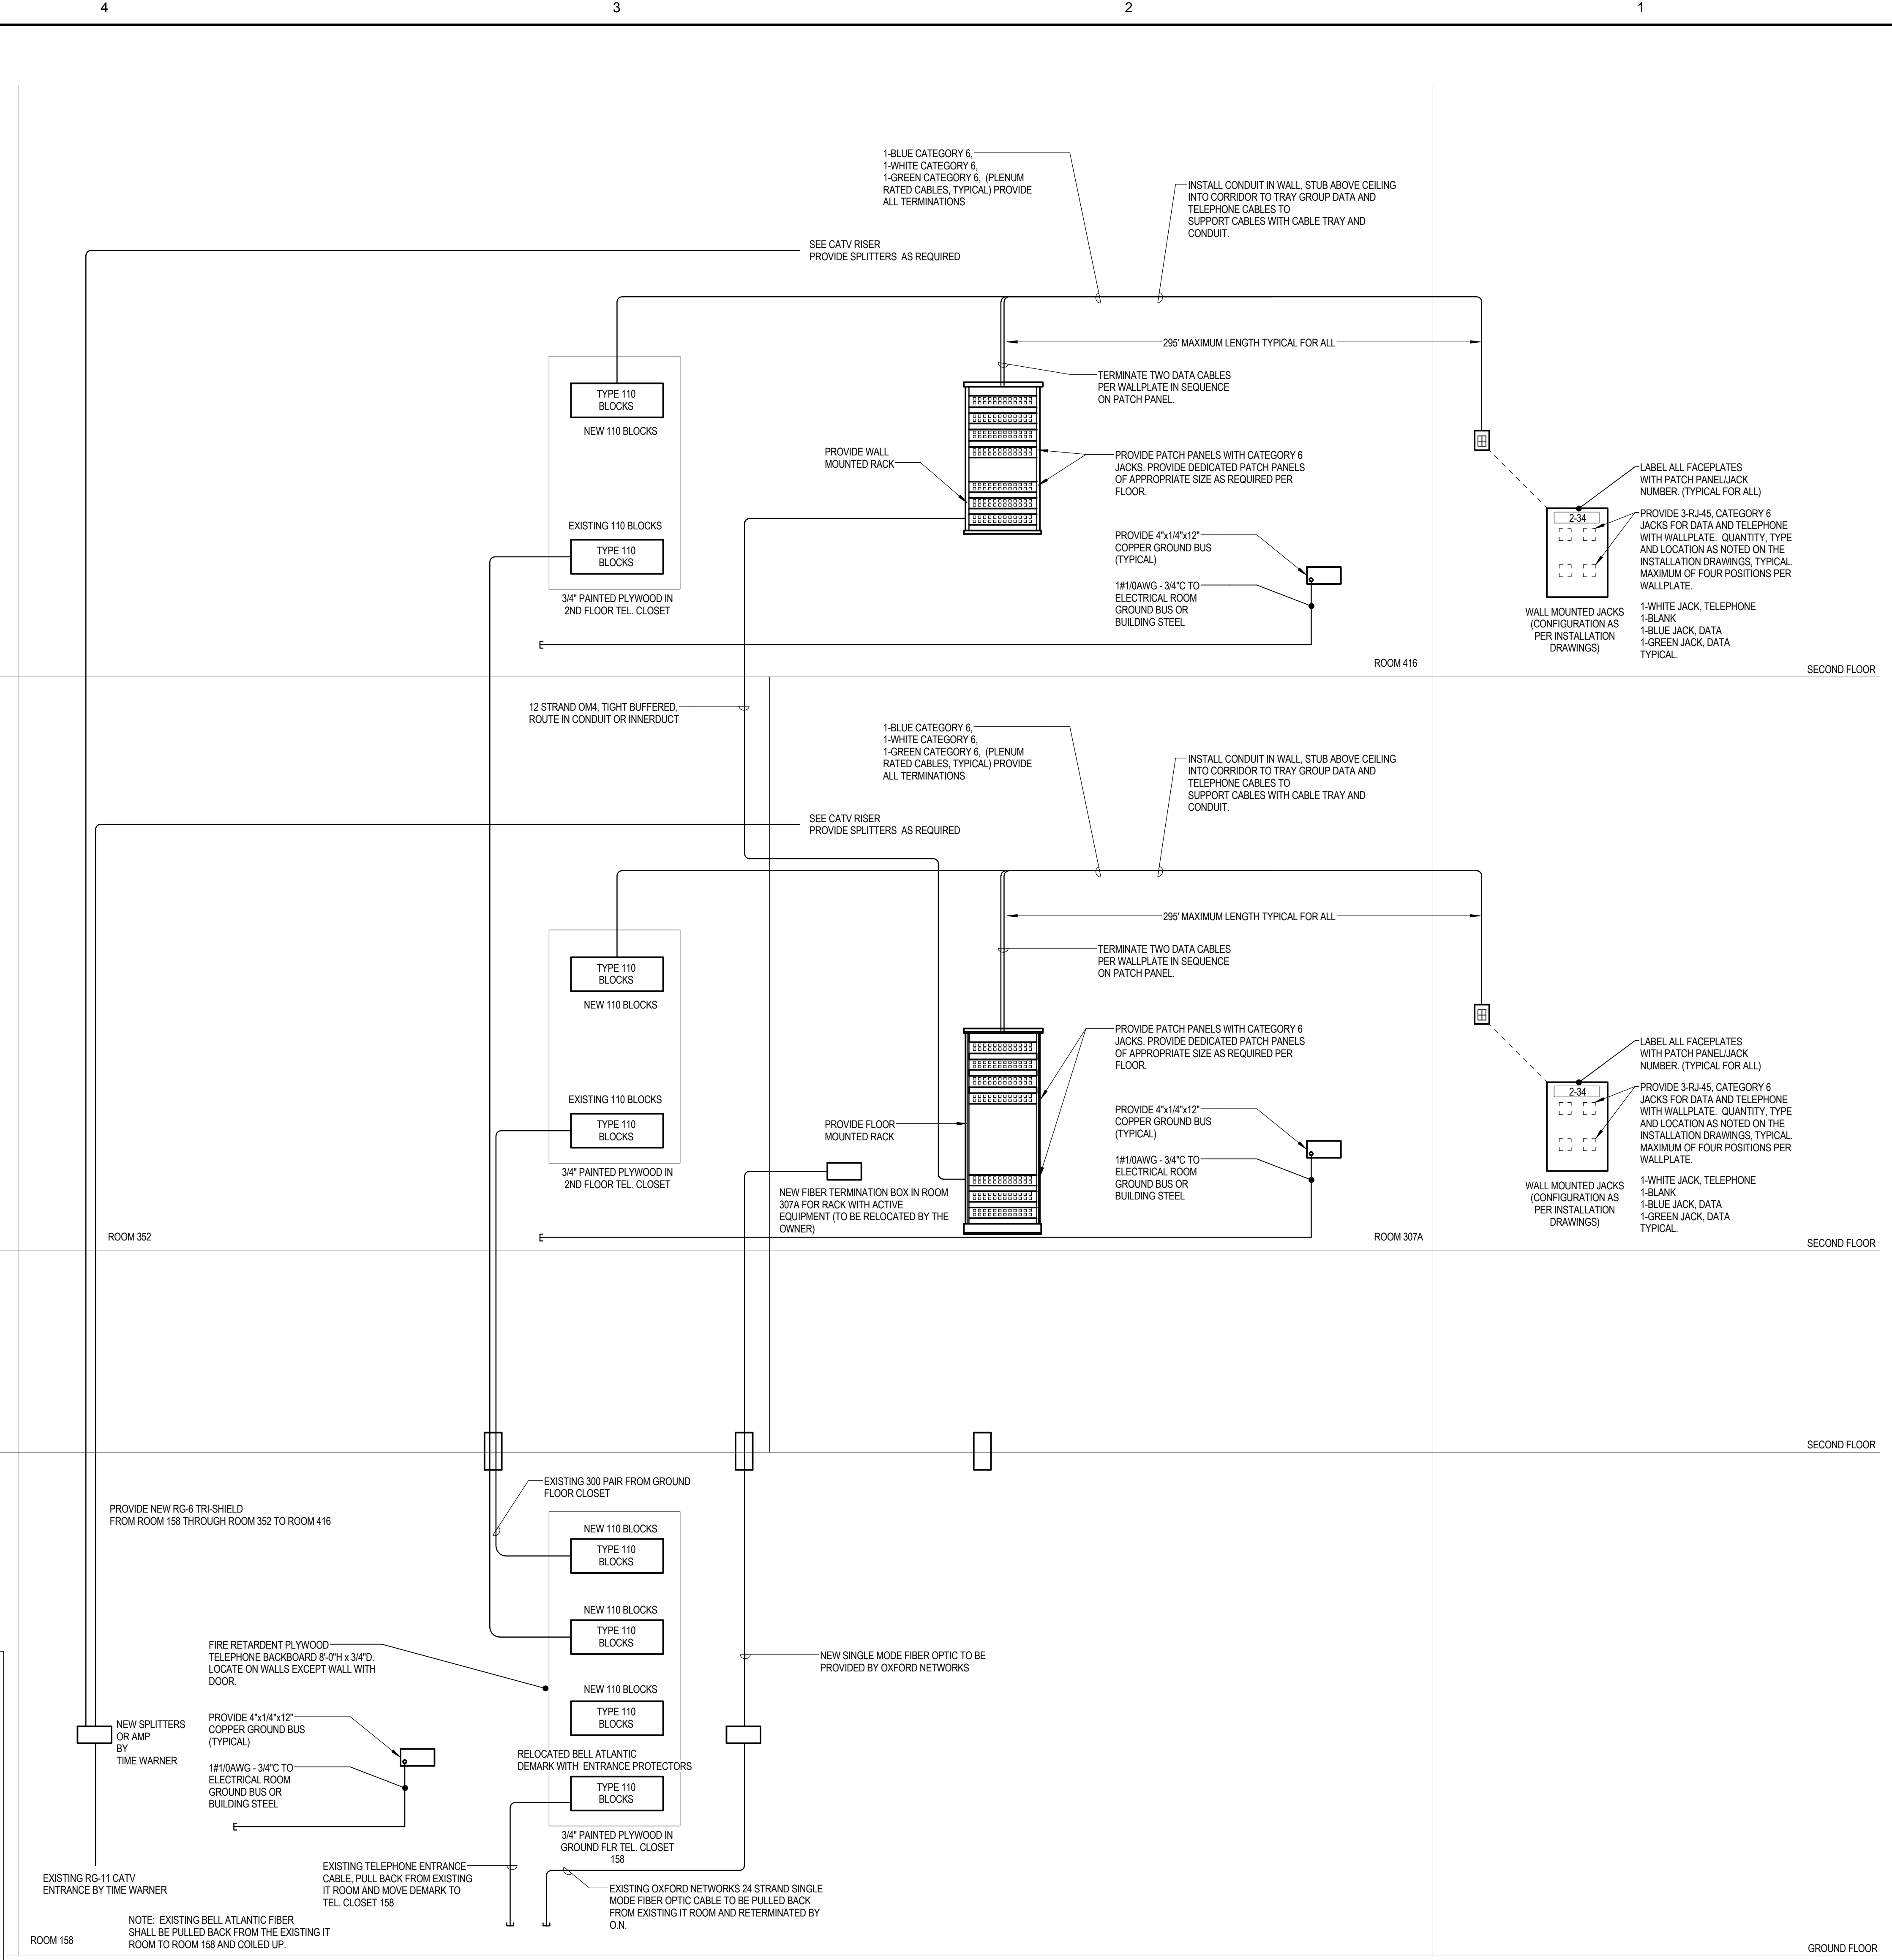 4
3
2
1
1-BLUE CATEGORY 6,
1-WHITE CATEGORY 6,
1-GREEN CATEGORY 6, (PLENUM
RATED CABLES, TYPICAL) PROVIDE
ALL TERMINATIONS
INSTALL CONDUIT IN WALL, STUB ABOVE CEILING
INTO CORRIDOR TO TRAY GROUP DATA AND
TELEPHONE CABLES TO
SUPPORT CABLES WITH CABLE TRAY AND
CONDUIT.
SEE CATV RISER
PROVIDE SPLITTERS AS REQUIRED
295' MAXIMUM LENGTH TYPICAL FOR ALL
TERMINATE TWO DATA CABLES
PER WALLPLATE IN SEQUENCE
ON PATCH PANEL.
TYPE 110
BLOCKS
NEW 110 BLOCKS
PROVIDE WALL
MOUNTED RACK
PROVIDE PATCH PANELS WITH CATEGORY 6
JACKS. PROVIDE DEDICATED PATCH PANELS
OF APPROPRIATE SIZE AS REQUIRED PER
FLOOR.
LABEL ALL FACEPLATES
WITH PATCH PANEL/JACK
NUMBER. (TYPICAL FOR ALL)
2-34
PROVIDE 3-RJ-45, CATEGORY 6
JACKS FOR DATA AND TELEPHONE
WITH WALLPLATE. QUANTITY, TYPE
AND LOCATION AS NOTED ON THE
INSTALLATION DRAWINGS, TYPICAL.
MAXIMUM OF FOUR POSITIONS PER
WALLPLATE.
EXISTING 110 BLOCKS
TYPE 110
BLOCKS
3/4" PAINTED PLYWOOD IN
2ND FLOOR TEL. CLOSET
PROVIDE 4"x1/4"x12"
COPPER GROUND BUS
(TYPICAL)
1#1/0AWG - 3/4"C TO
ELECTRICAL ROOM
GROUND BUS OR
BUILDING STEEL
WALL MOUNTED JACKS
(CONFIGURATION AS
PER INSTALLATION
DRAWINGS)
1-WHITE JACK, TELEPHONE
1-BLANK
1-BLUE JACK, DATA
1-GREEN JACK, DATA
TYPICAL.
ROOM 416
SECOND FLOOR
12 STRAND OM4, TIGHT BUFFERED,
ROUTE IN CONDUIT OR INNERDUCT
1-BLUE CATEGORY 6,
1-WHITE CATEGORY 6,
1-GREEN CATEGORY 6, (PLENUM
RATED CABLES, TYPICAL) PROVIDE
ALL TERMINATIONS
INSTALL CONDUIT IN WALL, STUB ABOVE CEILING
INTO CORRIDOR TO TRAY GROUP DATA AND
TELEPHONE CABLES TO
SUPPORT CABLES WITH CABLE TRAY AND
CONDUIT.
SEE CATV RISER
PROVIDE SPLITTERS AS REQUIRED
295' MAXIMUM LENGTH TYPICAL FOR ALL
TERMINATE TWO DATA CABLES
PER WALLPLATE IN SEQUENCE
ON PATCH PANEL.
TYPE 110
BLOCKS
NEW 110 BLOCKS
PROVIDE PATCH PANELS WITH CATEGORY 6
JACKS. PROVIDE DEDICATED PATCH PANELS
OF APPROPRIATE SIZE AS REQUIRED PER
FLOOR.
LABEL ALL FACEPLATES
WITH PATCH PANEL/JACK
NUMBER. (TYPICAL FOR ALL)
2-34
PROVIDE 3-RJ-45, CATEGORY 6
JACKS FOR DATA AND TELEPHONE
WITH WALLPLATE. QUANTITY, TYPE
AND LOCATION AS NOTED ON THE
INSTALLATION DRAWINGS, TYPICAL.
MAXIMUM OF FOUR POSITIONS PER
WALLPLATE.
EXISTING 110 BLOCKS
TYPE 110
BLOCKS
3/4" PAINTED PLYWOOD IN
2ND FLOOR TEL. CLOSET
PROVIDE FLOOR
MOUNTED RACK
PROVIDE 4"x1/4"x12"
COPPER GROUND BUS
(TYPICAL)
1#1/0AWG - 3/4"C TO
ELECTRICAL ROOM
GROUND BUS OR
BUILDING STEEL
NEW FIBER TERMINATION BOX IN ROOM
307A FOR RACK WITH ACTIVE
EQUIPMENT (TO BE RELOCATED BY THE
OWNER)
WALL MOUNTED JACKS
(CONFIGURATION AS
PER INSTALLATION
DRAWINGS)
1-WHITE JACK, TELEPHONE
1-BLANK
1-BLUE JACK, DATA
1-GREEN JACK, DATA
TYPICAL.
ROOM 352
ROOM 307A
SECOND FLOOR
SECOND FLOOR
EXISTING 300 PAIR FROM GROUND
FLOOR CLOSET
PROVIDE NEW RG-6 TRI-SHIELD
FROM ROOM 158 THROUGH ROOM 352 TO ROOM 416
NEW 110 BLOCKS
TYPE 110
BLOCKS
NEW 110 BLOCKS
TYPE 110
BLOCKS
FIRE RETARDENT PLYWOOD
TELEPHONE BACKBOARD 8'-0"H x 3/4"D.
LOCATE ON WALLS EXCEPT WALL WITH
DOOR.
NEW SINGLE MODE FIBER OPTIC TO BE
PROVIDED BY OXFORD NETWORKS
NEW 110 BLOCKS
TYPE 110
BLOCKS
NEW SPLITTERS
OR AMP
BY
TIME WARNER
PROVIDE 4"x1/4"x12"
COPPER GROUND BUS
(TYPICAL)
1#1/0AWG - 3/4"C TO
ELECTRICAL ROOM
GROUND BUS OR
BUILDING STEEL
RELOCATED BELL ATLANTIC
DEMARK WITH ENTRANCE PROTECTORS
TYPE 110
BLOCKS
3/4" PAINTED PLYWOOD IN
GROUND FLR TEL. CLOSET
158
EXISTING RG-11 CATV
ENTRANCE BY TIME WARNER
EXISTING TELEPHONE ENTRANCE
CABLE, PULL BACK FROM EXISTING
IT ROOM AND MOVE DEMARK TO
TEL. CLOSET 158
EXISTING OXFORD NETWORKS 24 STRAND SINGLE
MODE FIBER OPTIC CABLE TO BE PULLED BACK
FROM EXISTING IT ROOM AND RETERMINATED BY
O.N.
NOTE: EXISTING BELL ATLANTIC FIBER
SHALL BE PULLED BACK FROM THE EXISTING IT
ROOM TO ROOM 158 AND COILED UP.
ROOM 158
GROUND FLOOR